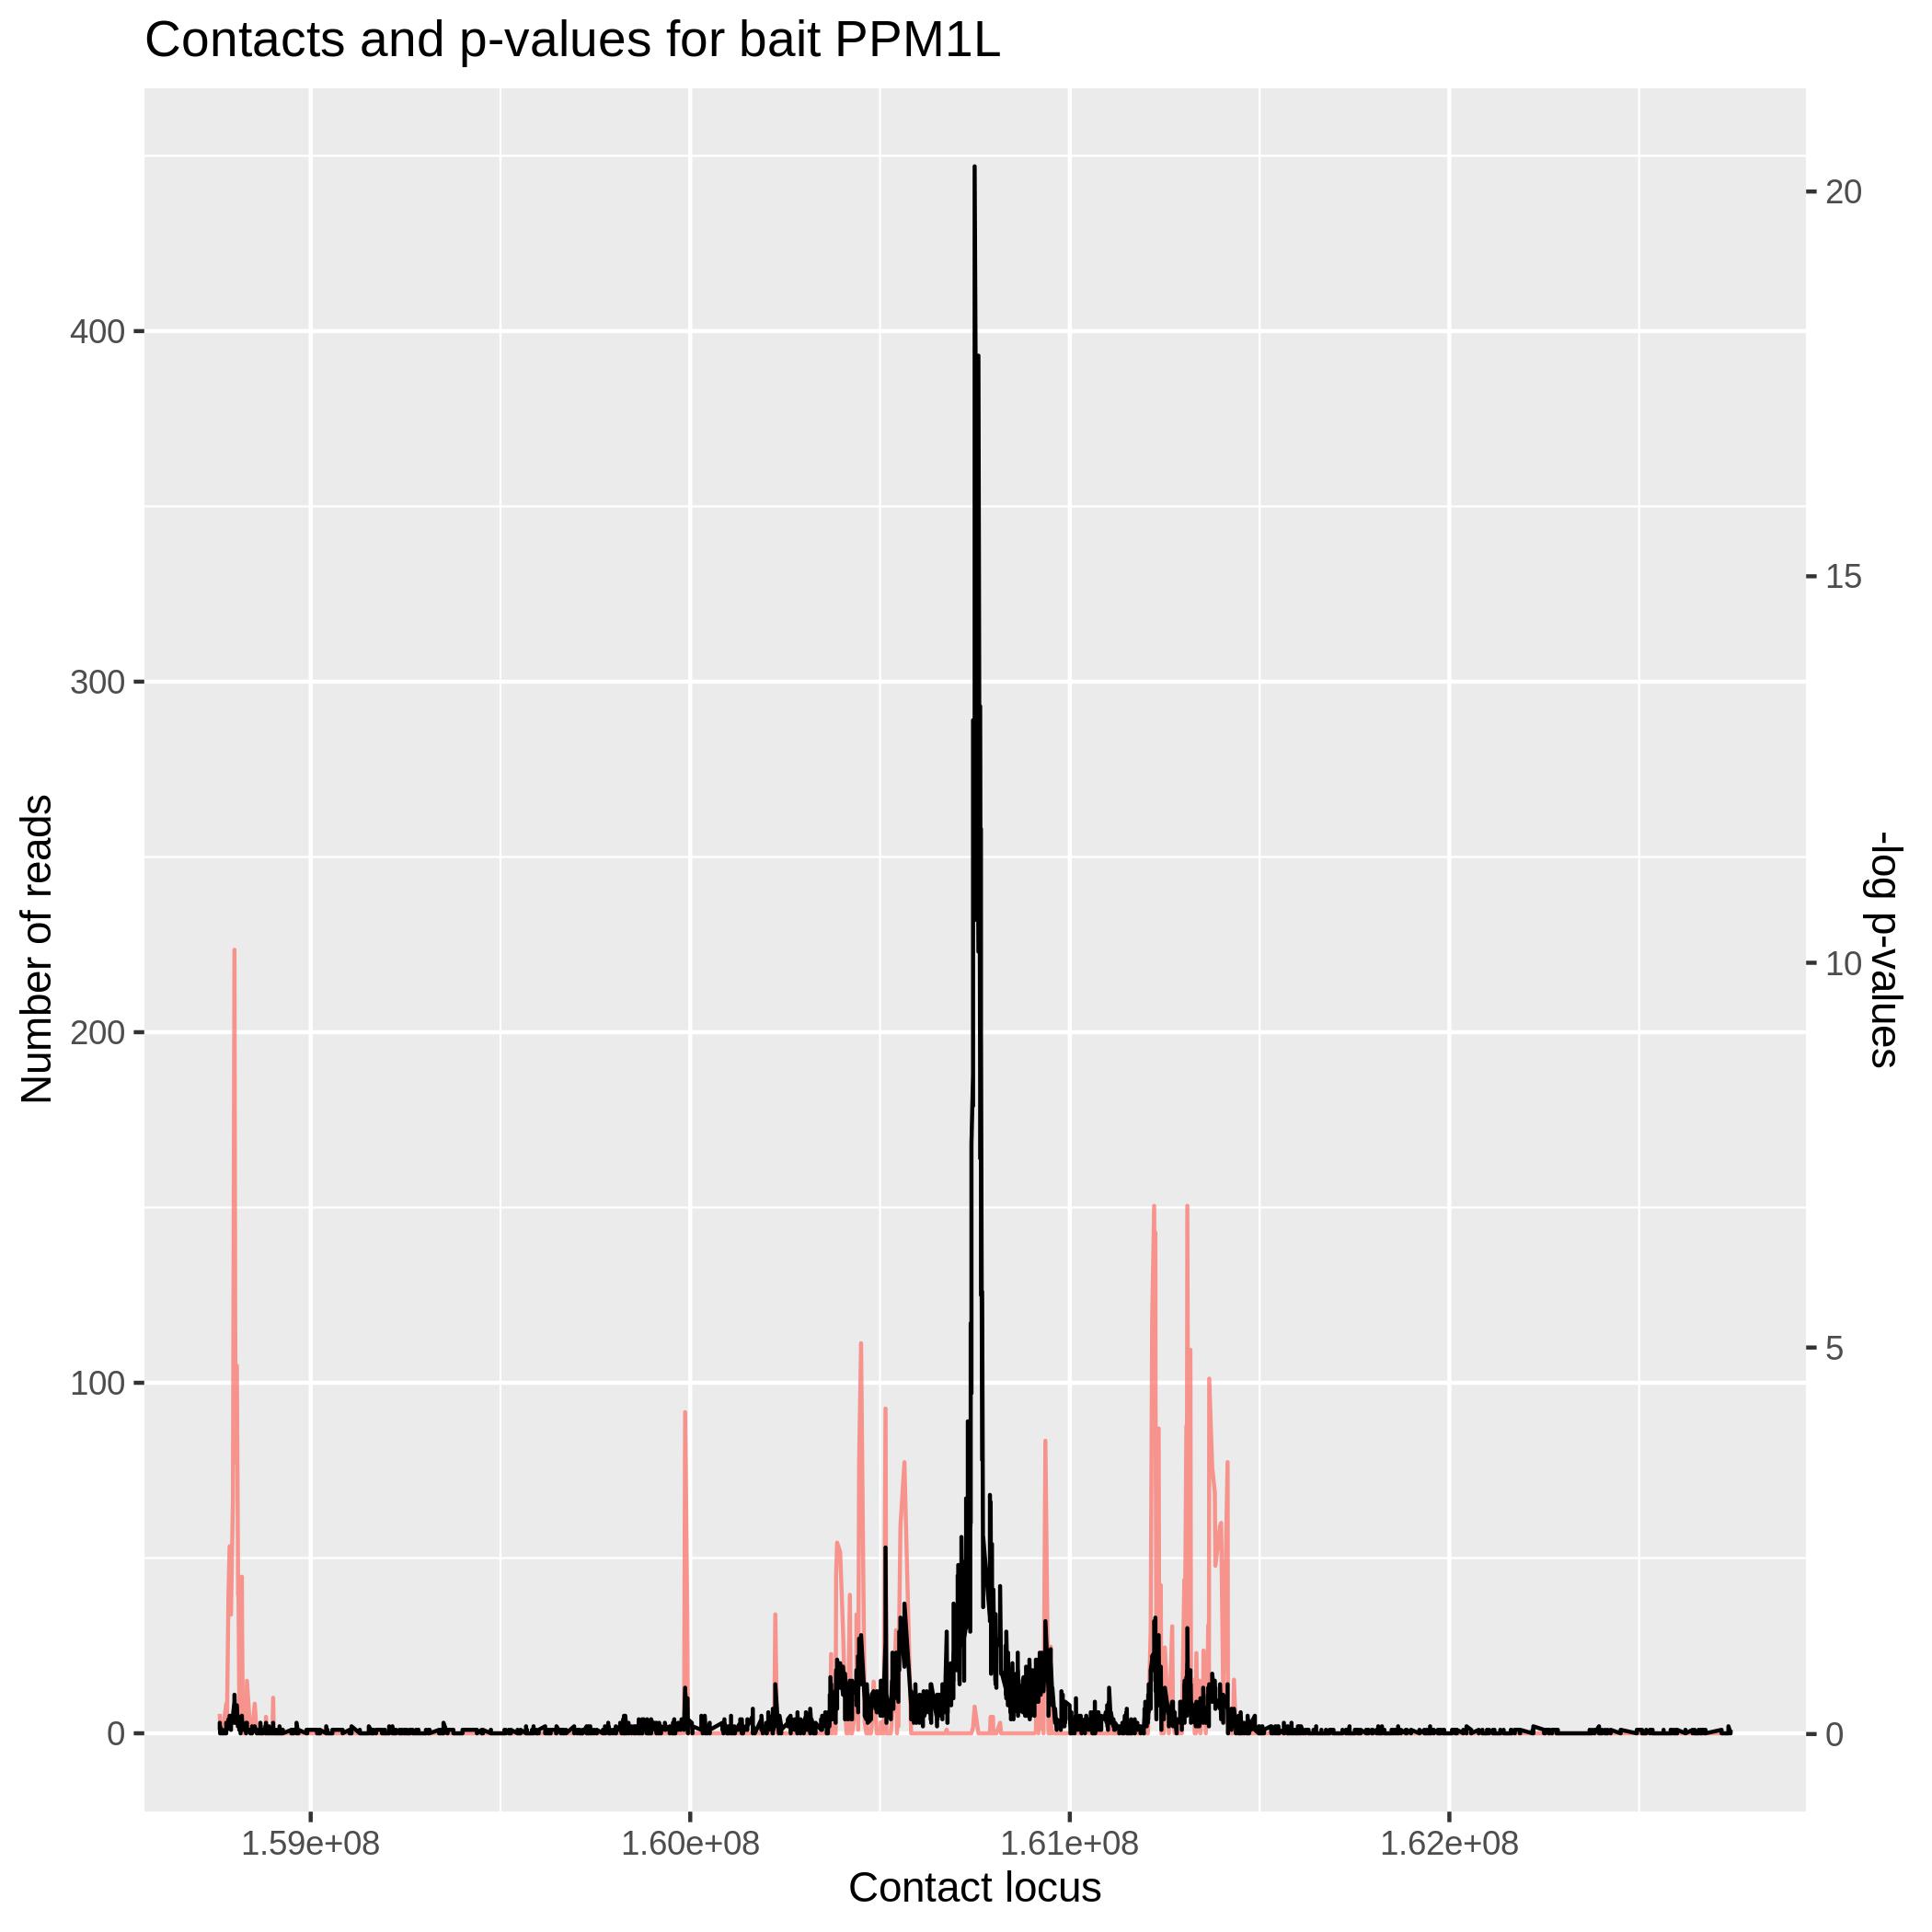 Contacts and p-values for bait PPM1L
Number of reads
400
300
200
100
0
20
15
10
5
0
-log p-values
1.59e+08
1.60e+08
1.61e+08
1.62e+08
Contact locus